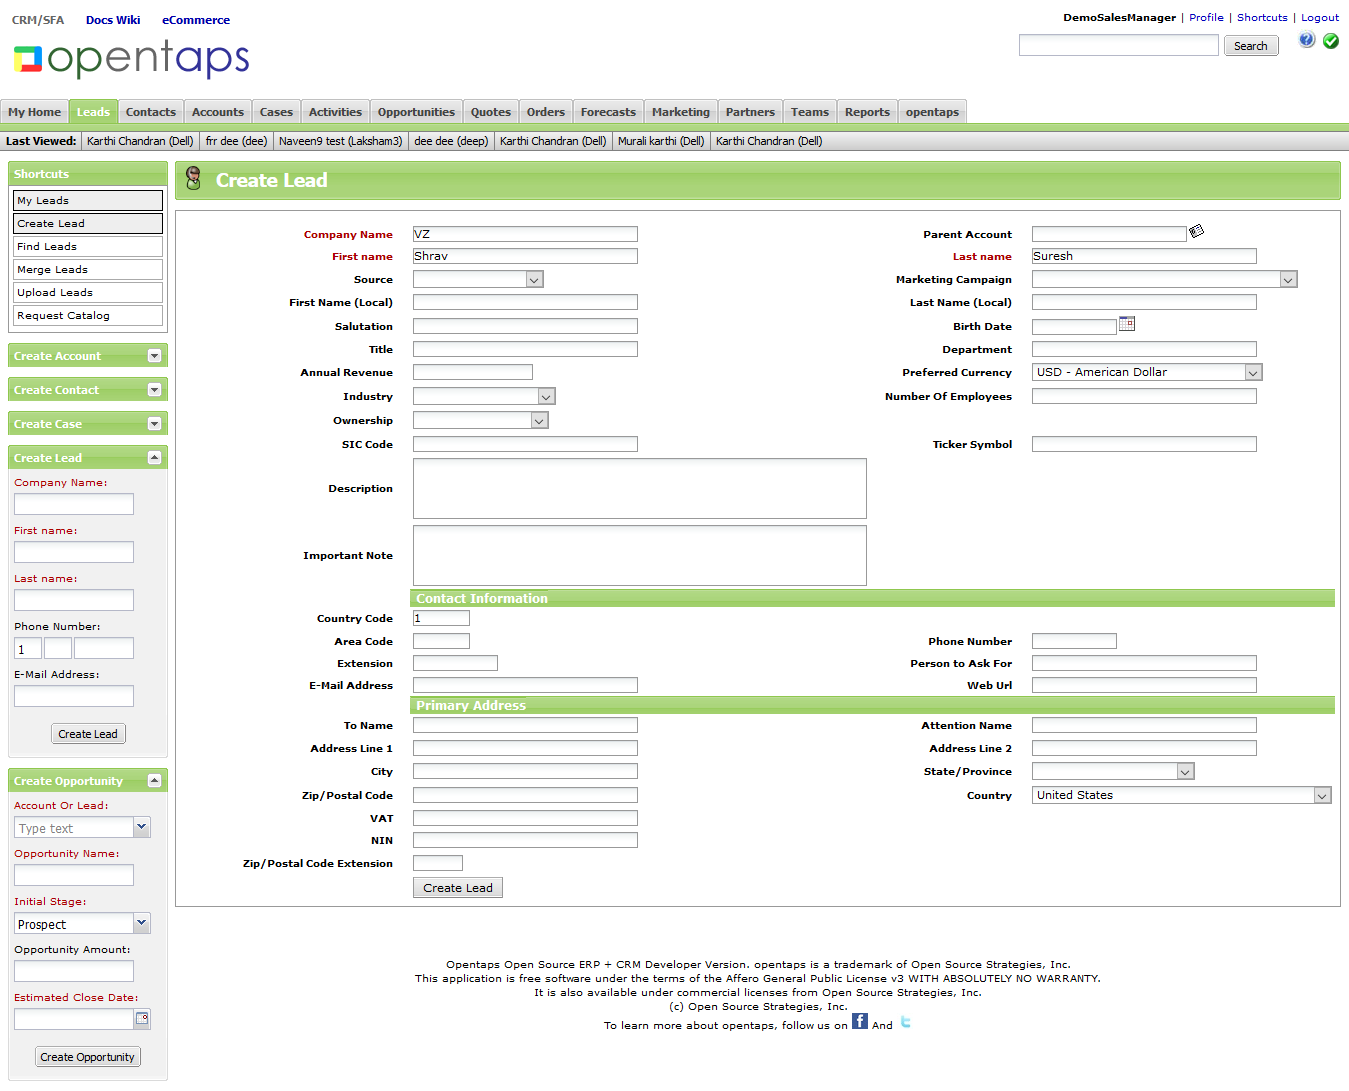 CRM/SFA Docs Wiki eCommerce
DemoSalesManager | Profile | Shortcuts | Logout
opentaps
Search
My Home Leads Contacts Accounts Cases Activities Opportunities Quotes Orders Forecasts Marketing Partners Teams Reports opentaps
Last Viewed: Karthi Chandran (Dell) frr dee (dee) Naveen9 test (Laksham3) dee dee (deep) Karthi Chandran (Dell) Murali karthi (Dell) Karthi Chandran (Dell)
Shortcuts
My Leads
Create Lead
Find Leads
Merge Leads
Upload Leads
Request Catalog
Create Account
Create Contact
Create Case
Create Lead
Company Name:
First name:
Last name:
Phone Number:
1
E-Mail Address:
Create Lead
Create Opportunity
Account Or Lead:
Type text
Opportunity Name:
Initial Stage:
Prospect
Opportunity Amount:
Estimated Close Date:
Create Opportunity
Create Lead
Company Name VZ Parent Account
First name Shrav Last name Suresh
Source Marketing Campaign
First Name (Local) Last Name (Local)
Salutation Birth Date
Title Department
Annual Revenue Preferred Currency USD - American Dollar
Industry Number Of Employees
Ownership
SIC Code Ticker Symbol
Description
Important Note
Contact Information
Country Code 1
Area Code Phone Number
Extension Person to Ask For
E-Mail Address Web Url
Primary Address
To Name Attention Name
Address Line 1 Address Line 2
City State/Province
Zip/Postal Code Country United States
VAT
NIN
Zip/Postal Code Extension
Create Lead
Opentaps Open Source ERP + CRM Developer Version. opentaps is a trademark of Open Source Strategies, Inc.
This application is free software under the terms of the Affero General Public License v3 WITH ABSOLUTELY NO WARRANTY.
It is also available under commercial licenses from Open Source Strategies, Inc.
(c) Open Source Strategies, Inc.
To learn more about opentaps, follow us on f And t